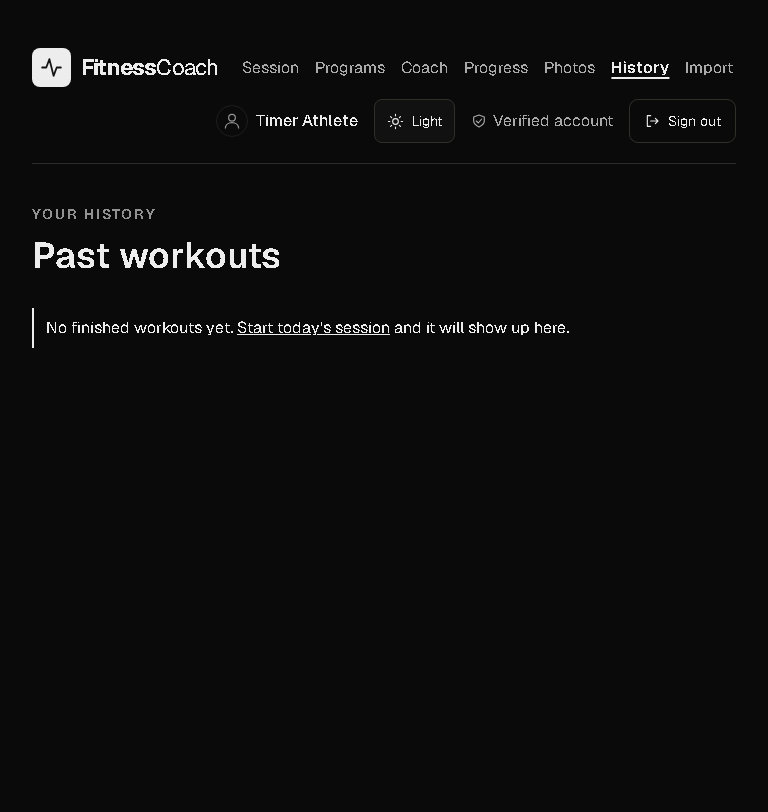 FitnessCoach Session Programs Coach Progress Photos History Import
Timer Athlete Light Verified account Sign out
YOUR HISTORY
Past workouts
No finished workouts yet. Start today's session and it will show up here.